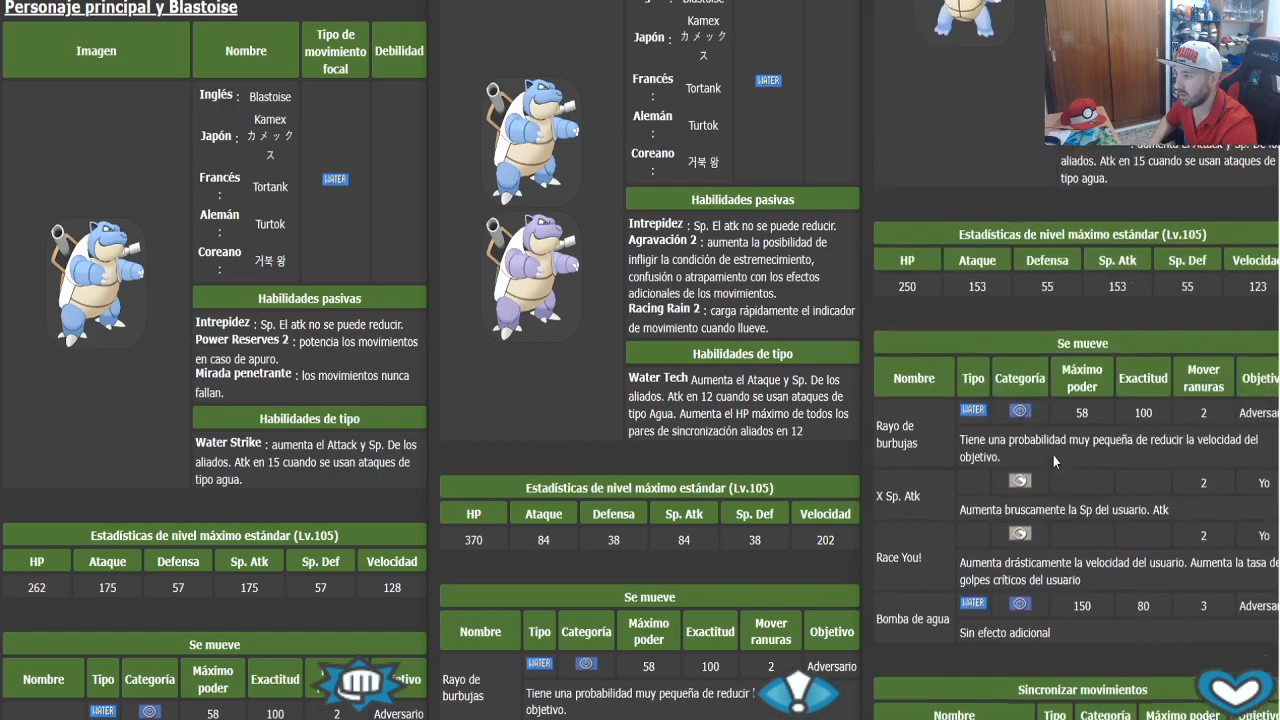 Personaje principal y Blastoise
Imagen
Nombre
Tipo de
movimiento
focal
Debilidad
Inglés : Blastoise
Japón :
Kamex
カメック
ス
Francés
: Tortank
Alemán
: Turtok
Coreano
: 거북 왕
WATER
Habilidades pasivas
Intrepidez : Sp. El atk no se puede reducir.
Power Reserves 2 : potencia los movimientos
en caso de apuro.
Mirada penetrante : los movimientos nunca
fallan.
Habilidades de tipo
Water Strike : aumenta el Attack y Sp. De los
aliados. Atk en 15 cuando se usan ataques de
tipo agua.
Estadísticas de nivel máximo estándar (Lv.105)
HP Ataque Defensa Sp. Atk Sp. Def Velocidad
262 175 57 175 57 128
Se mueve
Nombre Tipo Categoría
Máximo
poder
Exactitud
WATER 58 100 2 Adversario
Kamex
Japón : カメック
ス
Francés
: Tortank
Alemán
: Turtok
Coreano
: 거북 왕
WATER
Habilidades pasivas
Intrepidez : Sp. El atk no se puede reducir.
Agravación 2 : aumenta la posibilidad de
infligir la condición de estremecimiento,
confusión o atrapamiento con los efectos
adicionales de los movimientos.
Racing Rain 2 : carga rápidamente el indicador
de movimiento cuando llueve.
Habilidades de tipo
Water Tech Aumenta el Ataque y Sp. De los
aliados. Atk en 12 cuando se usan ataques de
tipo Agua. Aumenta el HP máximo de todos los
pares de sincronización aliados en 12
Estadísticas de nivel máximo estándar (Lv.105)
HP Ataque Defensa Sp. Atk Sp. Def Velocidad
370 84 38 84 38 202
Se mueve
Nombre Tipo Categoría
Máximo
poder
Exactitud
Mover
ranuras
Objetivo
Rayo de
burbujas
WATER 58 100 2 Adversario
Tiene una probabilidad muy pequeña de reducir
objetivo.
aliados. Atk en 15 cuando se usan ataques de
tipo agua.
Estadísticas de nivel máximo estándar (Lv.105)
HP Ataque Defensa Sp. Atk Sp. Def Velocidad
250 153 55 153 55 123
Se mueve
Nombre Tipo Categoría
Máximo
poder
Exactitud
Mover
ranuras
Objetiv
Rayo de
burbujas
WATER 58 100 2 Adversar
Tiene una probabilidad muy pequeña de reducir la velocidad del
objetivo.
X Sp. Atk 2 Yo
Aumenta bruscamente la Sp del usuario. Atk
Race You! 2 Yo
Aumenta drásticamente la velocidad del usuario. Aumenta la tasa de
golpes críticos del usuario
Bomba de agua WATER 150 80 3 Adversar
Sin efecto adicional
Sincronizar movimientos
Nombre Tipo Categoría Máximo poder